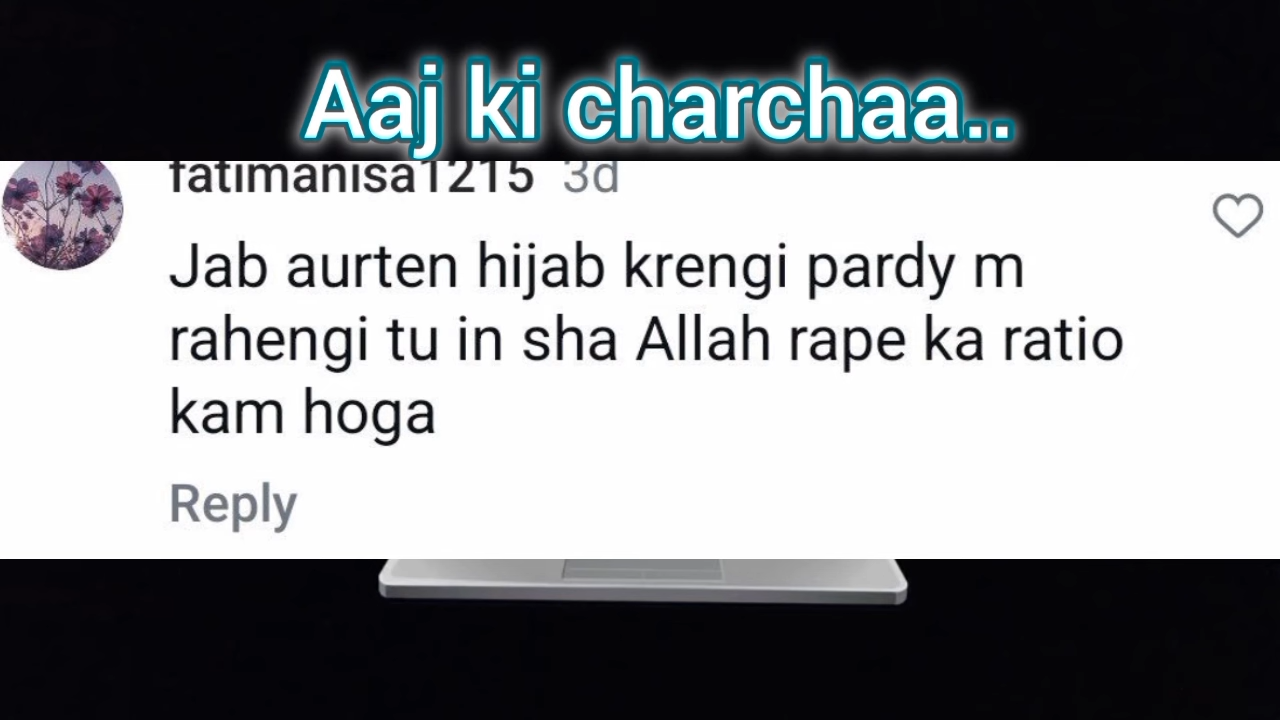 Aaj ki charchaa..
fatimanisa1215 3d
Jab aurten hijab krengi pardy m
rahengi tu in sha Allah rape ka ratio
kam hoga
Reply